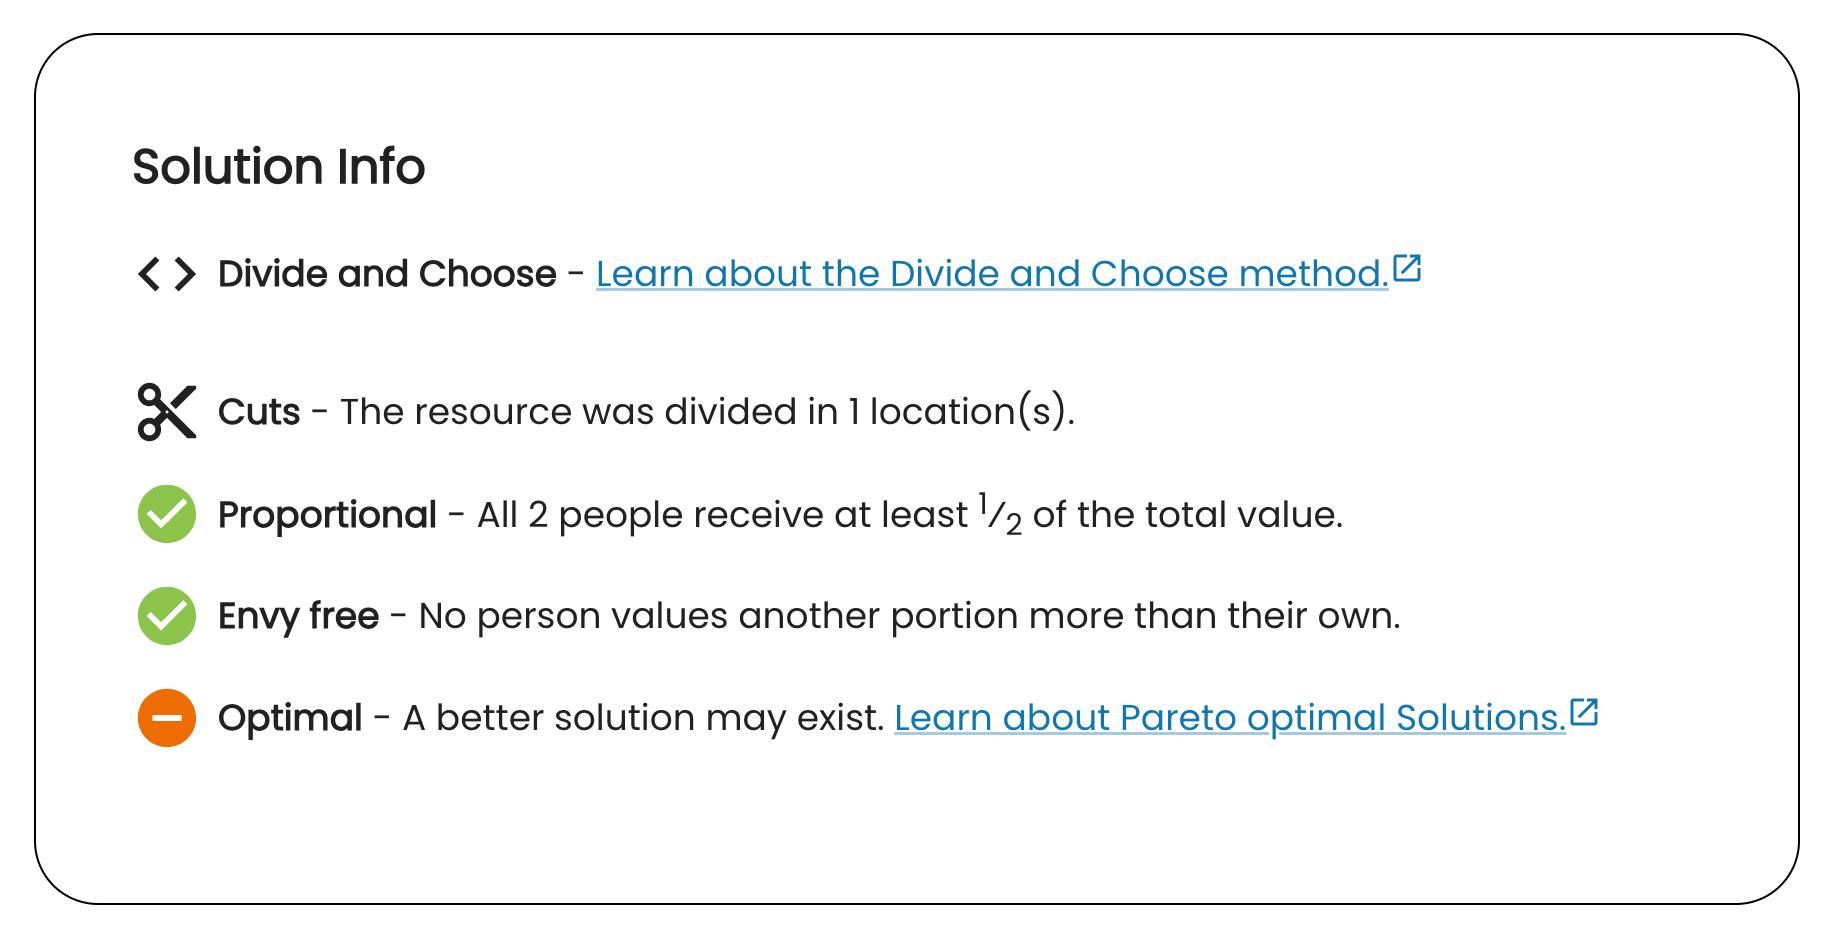 Solution Info
Divide and Choose - Learn about the Divide and Choose method.
Cuts - The resource was divided in 1 location(s).
Proportional - All 2 people receive at least 1/2 of the total value.
Envy free - No person values another portion more than their own.
Optimal - A better solution may exist. Learn about Pareto optimal Solutions.